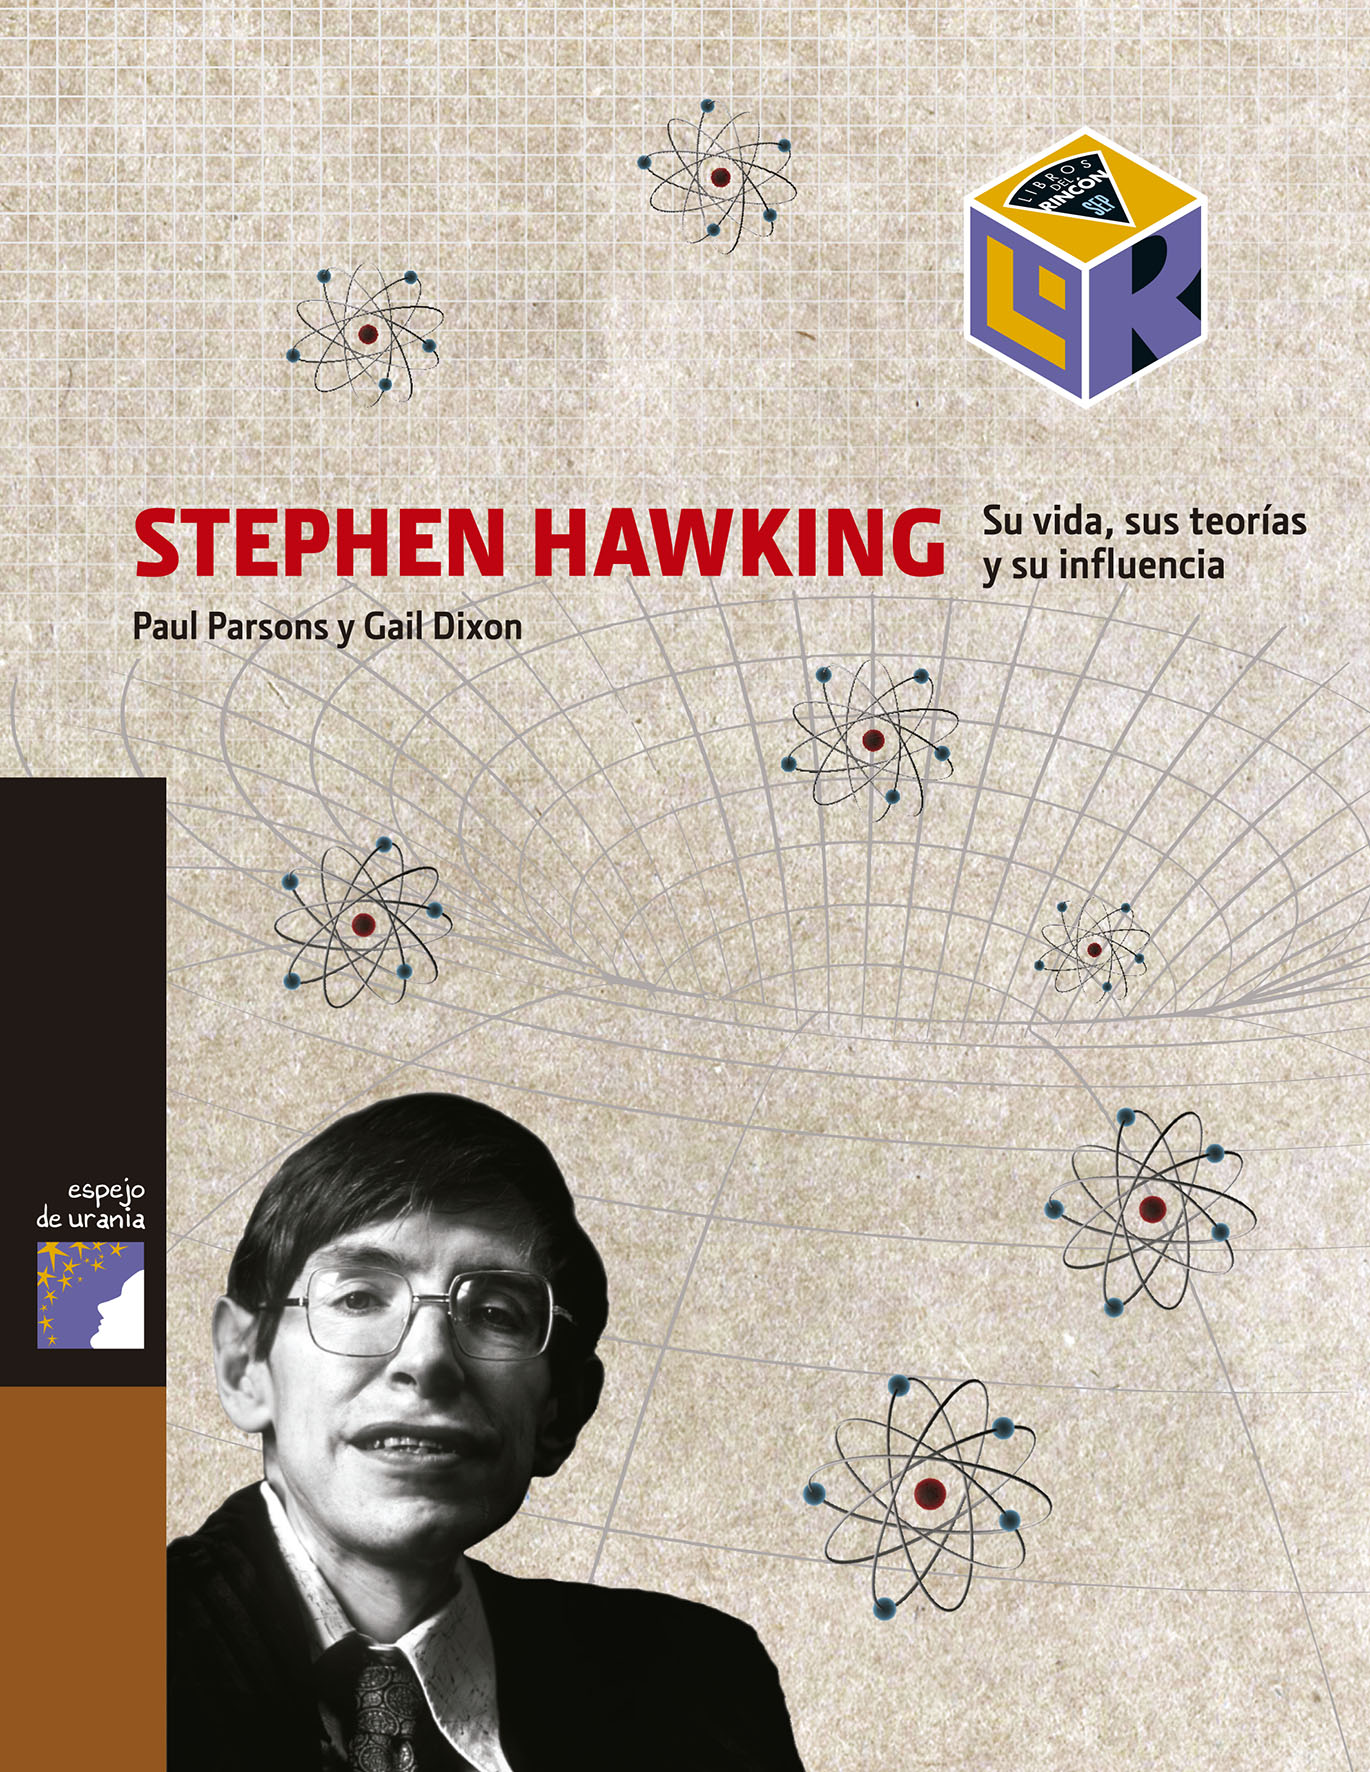 LIBROS
DEL
RINCÓN
SEP
LR
STEPHEN HAWKING
Su vida, sus teorías
y su influencia
Paul Parsons y Gail Dixon
espejo
de urania